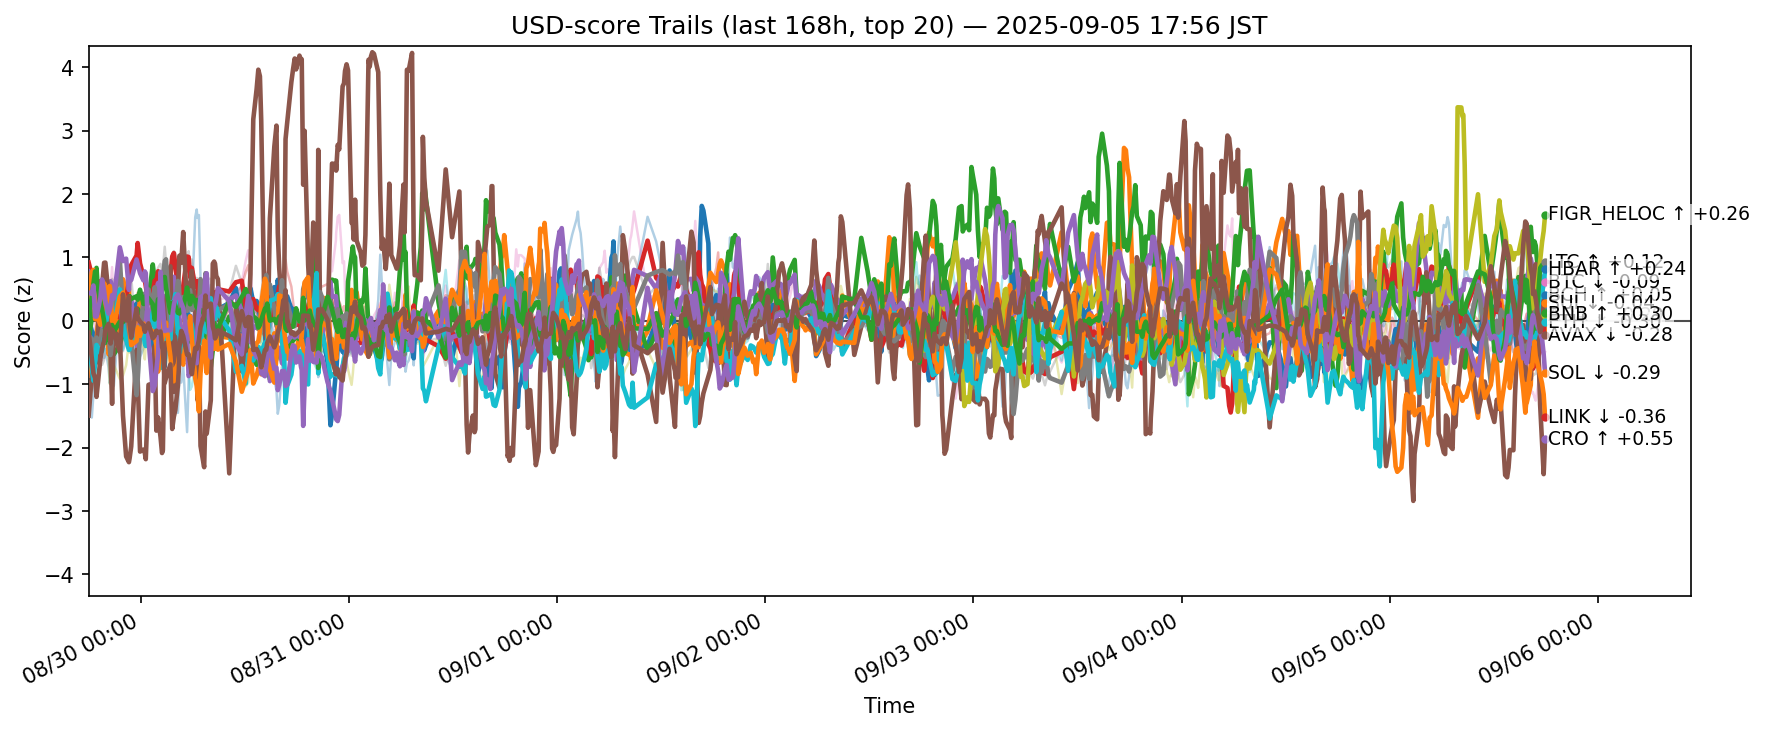 USD-score Trails (last 168h, top 20) — 2025-09-05 17:56 JST
Score (z)
4
3
2
1
0
−1
−2
−3
−4
FIGR_HELOC ↑ +0.26
LTC ↑ +0.12
HBAR ↑ +0.24
BTC ↓ -0.09
BNB ↑ +0.30
AVAX ↓ -0.28
SOL ↓ -0.29
LINK ↓ -0.36
CRO ↑ +0.55
08/30 00:00
08/31 00:00
09/01 00:00
09/02 00:00
09/03 00:00
09/04 00:00
09/05 00:00
09/06 00:00
Time